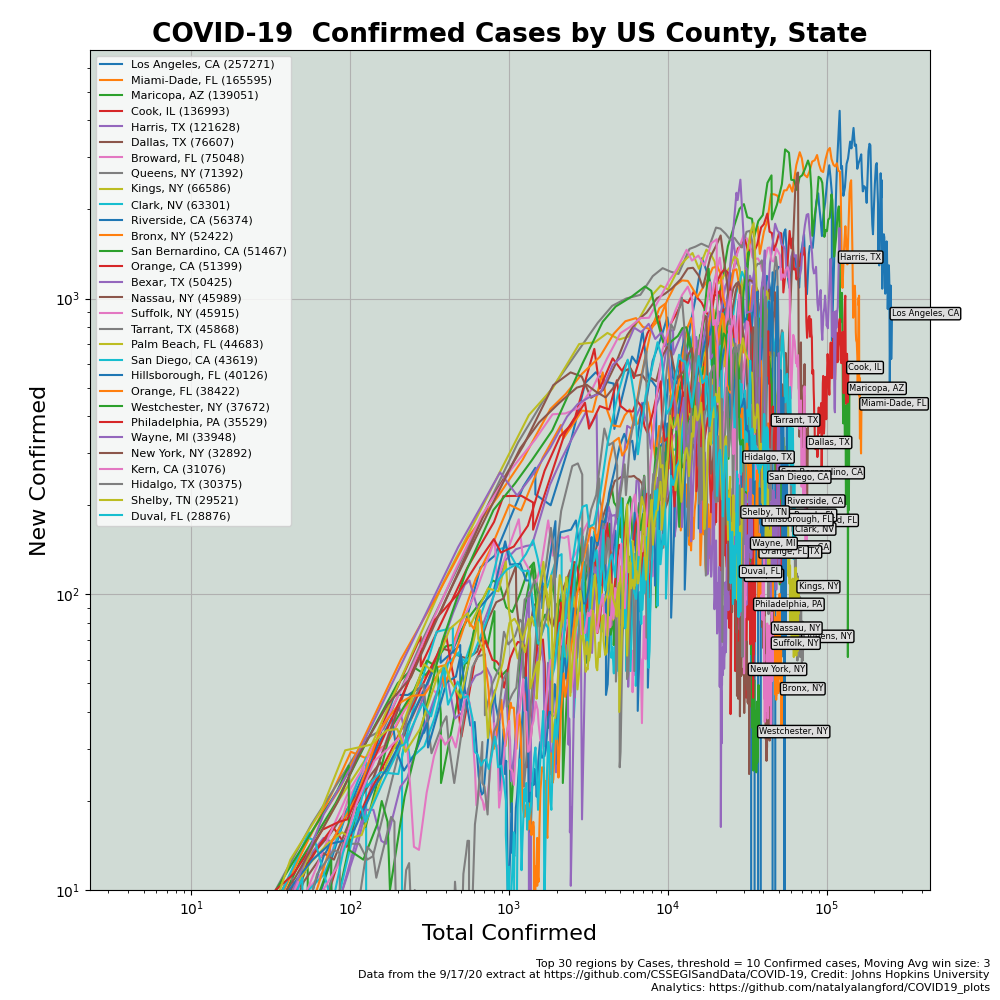 COVID-19  Confirmed Cases by US County, State
Los Angeles, CA (257271)
Miami-Dade, FL (165595)
Maricopa, AZ (139051)
Cook, IL (136993)
Harris, TX (121628)
Dallas, TX (76607)
Broward, FL (75048)
Queens, NY (71392)
Kings, NY (66586)
Clark, NV (63301)
Riverside, CA (56374)
Bronx, NY (52422)
San Bernardino, CA (51467)
Orange, CA (51399)
Bexar, TX (50425)
Nassau, NY (45989)
Suffolk, NY (45915)
Tarrant, TX (45868)
Palm Beach, FL (44683)
San Diego, CA (43619)
Hillsborough, FL (40126)
Orange, FL (38422)
Westchester, NY (37672)
Philadelphia, PA (35529)
Wayne, MI (33948)
New York, NY (32892)
Kern, CA (31076)
Hidalgo, TX (30375)
Shelby, TN (29521)
Duval, FL (28876)
Harris, TX
Los Angeles, CA
Cook, IL
Maricopa, AZ
Miami-Dade, FL
Tarrant, TX
Dallas, TX
Hidalgo, TX
San Diego, CA
ino, CA
Riverside, CA
Shelby, TN
Hillsborough, FL
d, FL
Clark, NV
Wayne, MI
CA
Orange, FL
TX
Duval, FL
Kings, NY
Philadelphia, PA
Nassau, NY
ens, NY
Suffolk, NY
New York, NY
Bronx, NY
Westchester, NY
New Confirmed
10³
10²
10¹
10¹
10²
10³
10⁴
10⁵
Total Confirmed
Top 30 regions by Cases, threshold = 10 Confirmed cases, Moving Avg win size: 3
Data from the 9/17/20 extract at https://github.com/CSSEGISandData/COVID-19, Credit: Johns Hopkins University
Analytics: https://github.com/natalyalangford/COVID19_plots